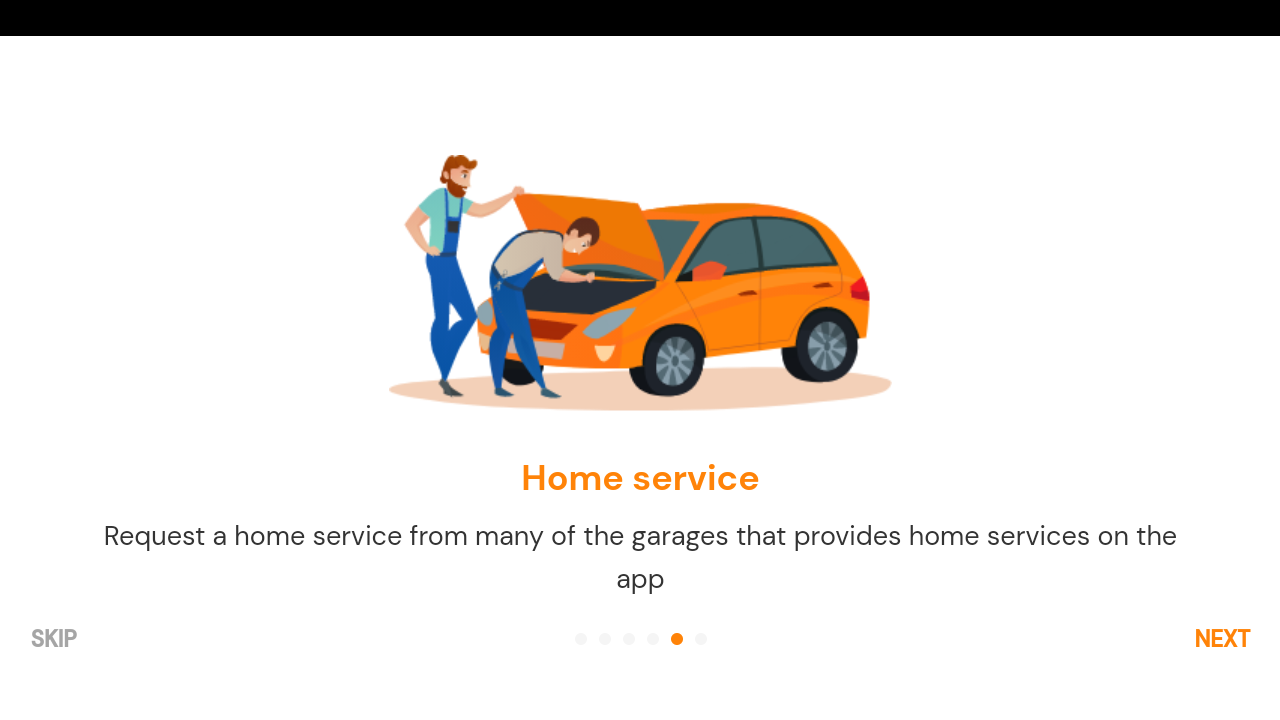 Home service
Request a home service from many of the garages that provides home services on the
app
SKIP
NEXT